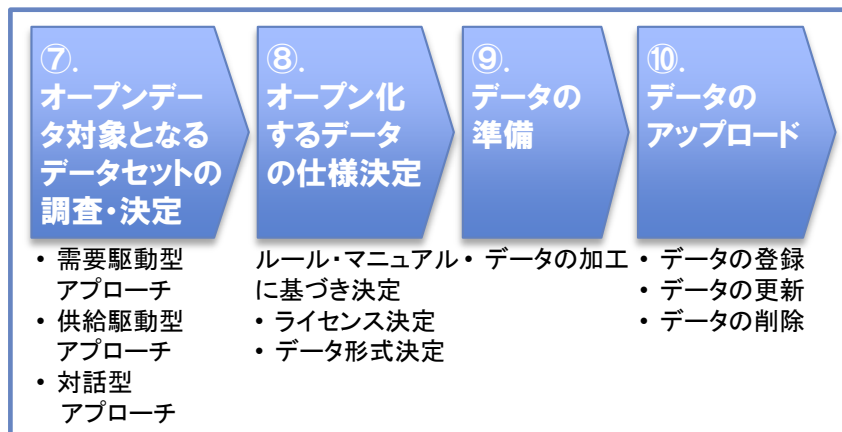 ⑦.
オープンデー
タ対象となる
データセットの
調査・決定
• 需要駆動型
アプローチ
• 供給駆動型
アプローチ
• 対話型
アプローチ
⑧.
オープン化
するデータ
の仕様決定
ルール・マニュアル
に基づき決定
• ライセンス決定
• データ形式決定
⑨.
データの
準備
• データの加工
⑩.
データの
アップロード
• データの登録
• データの更新
• データの削除